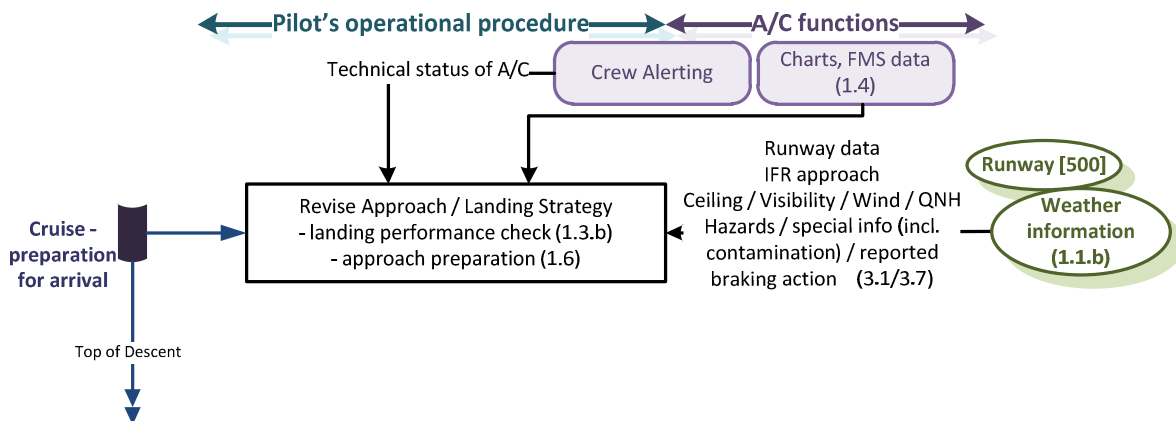 Pilot’s operational procedure
A/C functions
Technical status of A/C
Crew Alerting
Charts, FMS data
(1.4)
Runway data
IFR approach
Ceiling / Visibility / Wind / QNH
Hazards / special info (incl.
contamination) / reported
braking action (3.1/3.7)
Runway [500]
Weather
information
(1.1.b)
Revise Approach / Landing Strategy
- landing performance check (1.3.b)
- approach preparation (1.6)
Cruise -
preparation
for arrival
Top of Descent